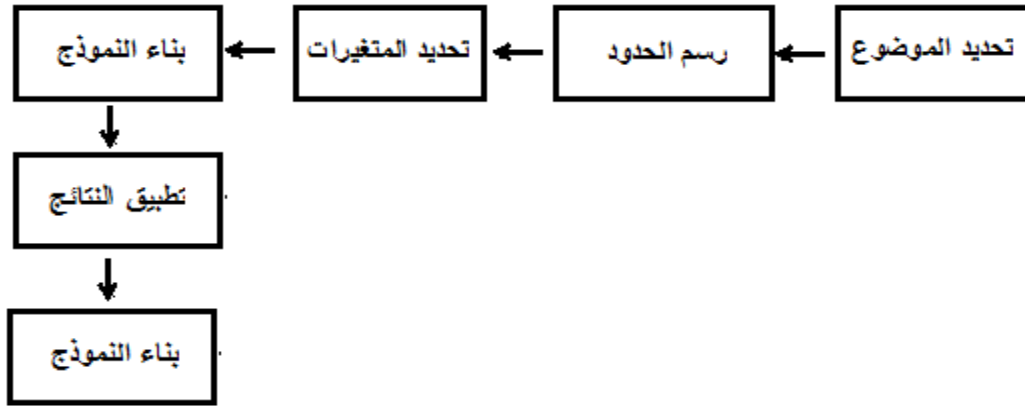 تحديد الموضوع
رسم الحدود
تحديد المتغيرات
بناء النموذج
تطبيق النتائج
بناء النموذج